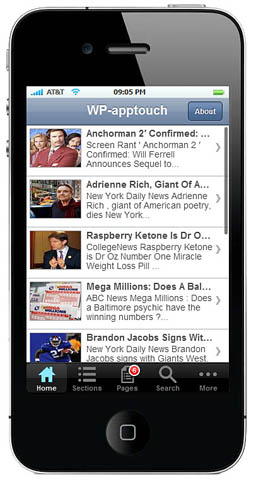 AT&T 09:05 PM
WP-apptouch About
Anchorman 2' Confirmed: ...
Screen Rant ' Anchorman 2 '
Confirmed: Will Ferrell
Announces Sequel to...
Adrienne Rich, Giant Of A...
New York Daily News Adrienne
Rich , giant of American poetry,
dies New York...
Raspberry Ketone Is Dr O...
CollegeNews Raspberry Ketone
is Dr Oz Number One Miracle
Weight Loss Pill ...
Mega Millions: Does A Bal...
ABC News Mega Millions : Does
a Baltimore psychic have the
winning numbers ?...
Brandon Jacobs Signs Wit...
New York Daily News Brandon
Jacobs signs with Giants West,
6
Home Sections Pages Search More